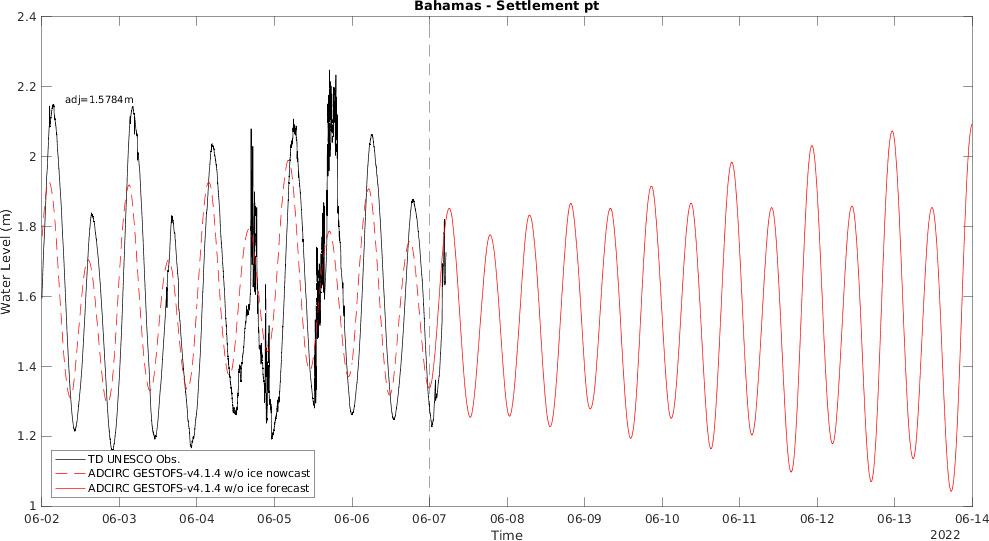 Bahamas - Settlement pt
2.4
2.2
2
1.8
1.6
1.4
1.2
1
Water Level (m)
adj=1.5784m
TD UNESCO Obs.
ADCIRC GESTOFS-v4.1.4 w/o ice nowcast
ADCIRC GESTOFS-v4.1.4 w/o ice forecast
06-02 06-03 06-04 06-05 06-06 06-07 06-08 06-09 06-10 06-11 06-12 06-13 06-14
Time
2022